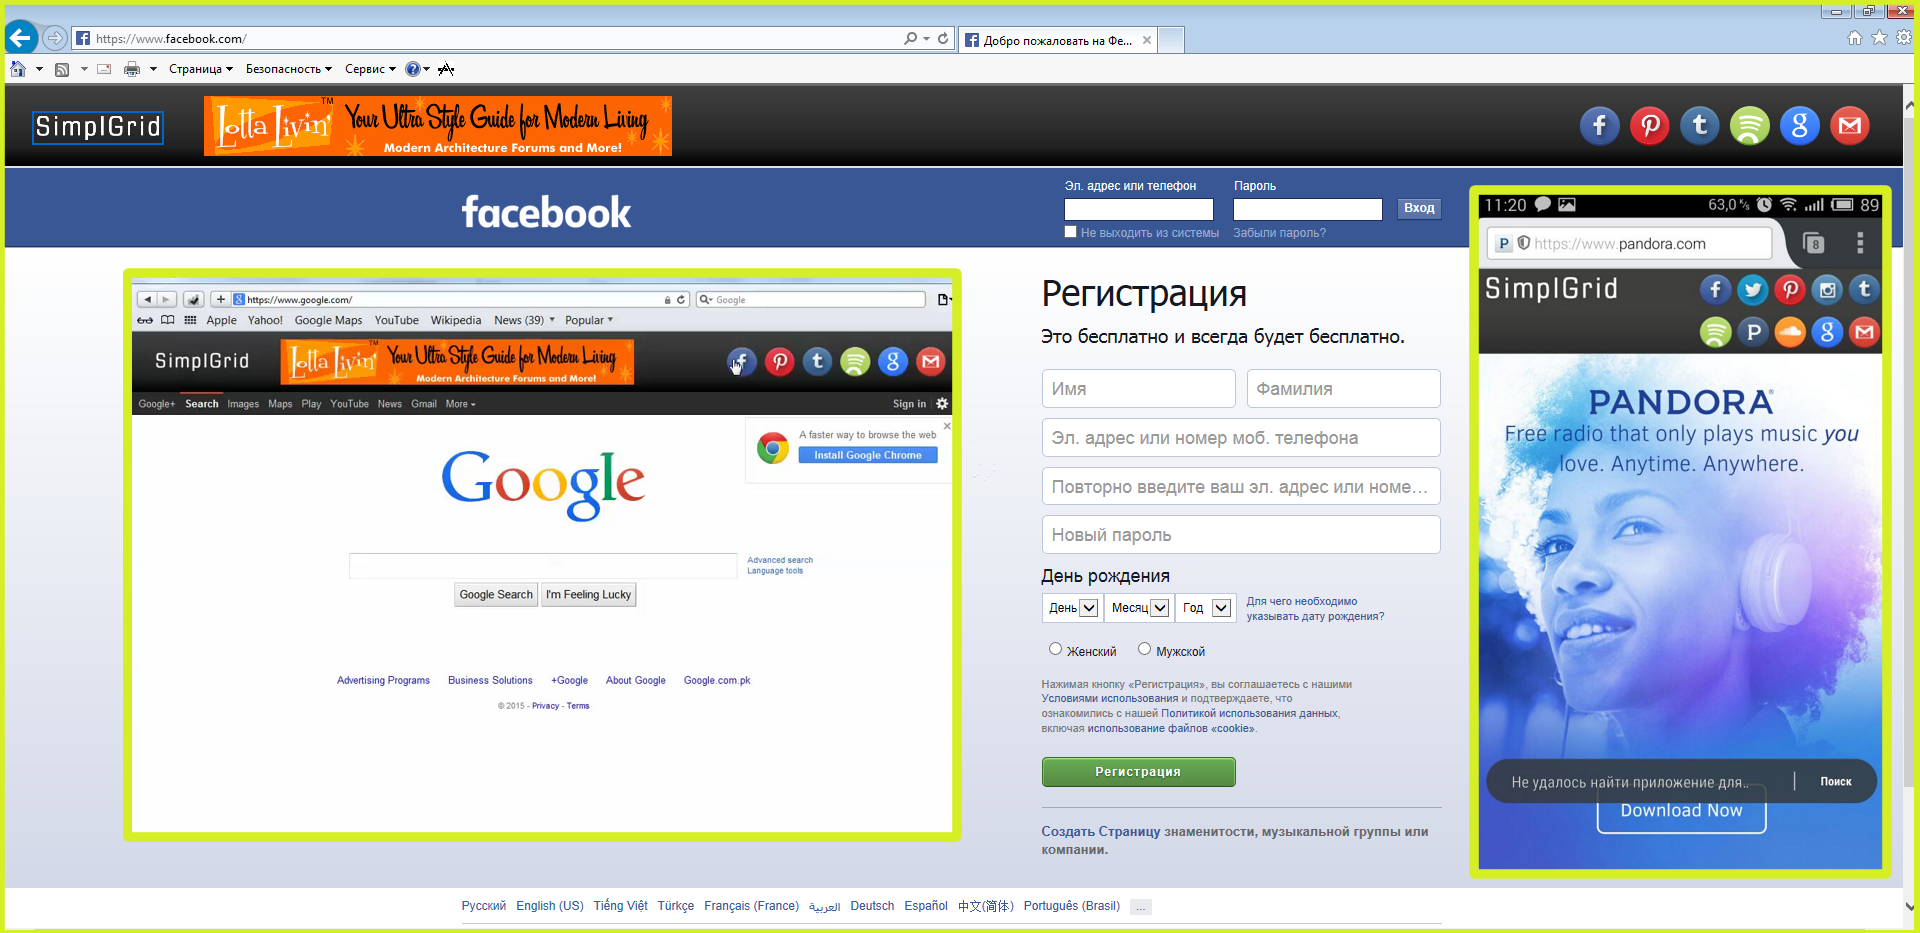 https://www.facebook.com/
Добро пожаловать на Фе...
Страница Безопасность Сервис
SimplGrid
Lotta Livin'™ Your Ultra Style Guide for Modern Living
Modern Architecture Forums and More!
facebook
Эл. адрес или телефон Пароль
Вход
Не выходить из системы Забыли пароль?
https://www.google.com/
Google
Apple Yahoo! Google Maps YouTube Wikipedia News (39) Popular
SimplGrid
Lotta Livin'™ Your Ultra Style Guide for Modern Living
Modern Architecture Forums and More!
Google+ Search Images Maps Play YouTube News Gmail More Sign in
A faster way to browse the web
Install Google Chrome
Google
Advanced search
Language tools
Google Search I'm Feeling Lucky
Advertising Programs Business Solutions +Google About Google Google.com.pk
© 2015 - Privacy - Terms
Регистрация
Это бесплатно и всегда будет бесплатно.
Имя Фамилия
Эл. адрес или номер моб. телефона
Повторно введите ваш эл. адрес или номе...
Новый пароль
День рождения
День Месяц Год
Для чего необходимо
указывать дату рождения?
Женский Мужской
Нажимая кнопку «Регистрация», вы соглашаетесь с нашими
Условиями использования и подтверждаете, что
ознакомились с нашей Политикой использования данных,
включая использование файлов «cookie».
Регистрация
Создать Страницу знаменитости, музыкальной группы или
компании.
11:20 63,0 K/s 89
https://www.pandora.com 8
SimplGrid
PANDORA®
Free radio that only plays music you
love. Anytime. Anywhere.
Не удалось найти приложение для.. Поиск
Download Now
Русский English (US) Tiếng Việt Türkçe Français (France) العربية Deutsch Español 中文(简体) Português (Brasil) ...